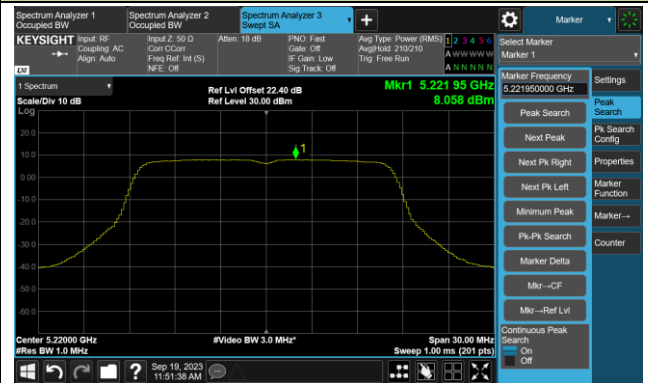 Spectrum Analyzer 1
Occupied BW
Spectrum Analyzer 2
Occupied BW
Spectrum Analyzer 3
Swept SA
Marker
KEYSIGHT
Input: RF
Coupling: AC
Align: Auto
Input Z: 50 Ω
Corr CCorr
Freq Ref: Int (S)
NFE: Off
Atten: 18 dB
PNO: Fast
Gate: Off
IF Gain: Low
Sig Track: Off
Avg Type: Power (RMS)
Avg|Hold: 210/210
Trig: Free Run
1 2 3 4 5 6
A W W W W W
A N N N N N
LXI
Select Marker
Marker 1
1 Spectrum
Scale/Div 10 dB
Log
Ref Lvl Offset 22.40 dB
Ref Level 30.00 dBm
Mkr1 5.221 95 GHz
8.058 dBm
Marker Frequency
5.221950000 GHz
Peak Search
Next Peak
Next Pk Right
Next Pk Left
Minimum Peak
Pk-Pk Search
Marker Delta
Mkr→CF
Mkr→Ref Lvl
Continuous Peak
Search
On
Off
Settings
Peak
Search
Pk Search
Config
Properties
Marker
Function
Marker→
Counter
20.0
10.0
0.00
-10.0
-20.0
-30.0
-40.0
-50.0
-60.0
1
Center 5.22000 GHz
#Res BW 1.0 MHz
#Video BW 3.0 MHz*
Span 30.00 MHz
Sweep 1.00 ms (201 pts)
?
Sep 19, 2023
11:51:38 AM